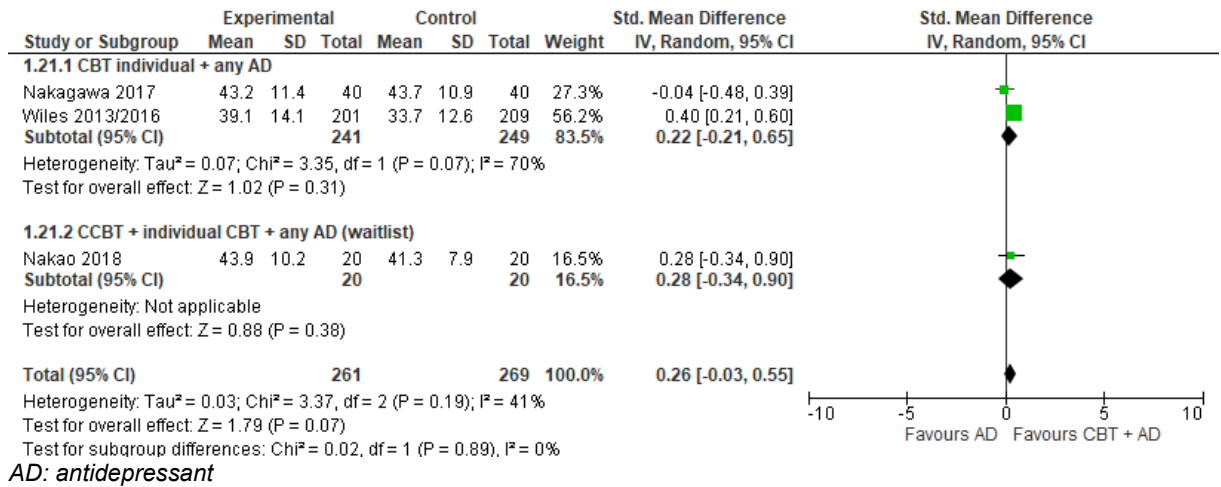 Experimental Control Std. Mean Difference Std. Mean Difference
Study or Subgroup Mean SD Total Mean SD Total Weight IV, Random, 95% CI IV, Random, 95% CI
1.21.1 CBT individual + any AD
Nakagawa 2017 43.2 11.4 40 43.7 10.9 40 27.3% -0.04 [-0.48, 0.39]
Wiles 2013/2016 39.1 14.1 201 33.7 12.6 209 56.2% 0.40 [0.21, 0.60]
Subtotal (95% CI) 241 249 83.5% 0.22 [-0.21, 0.65]
Heterogeneity: Tau² = 0.07; Chi² = 3.35, df = 1 (P = 0.07); I² = 70%
Test for overall effect: Z = 1.02 (P = 0.31)
1.21.2 CCBT + individual CBT + any AD (waitlist)
Nakao 2018 43.9 10.2 20 41.3 7.9 20 16.5% 0.28 [-0.34, 0.90]
Subtotal (95% CI) 20 20 16.5% 0.28 [-0.34, 0.90]
Heterogeneity: Not applicable
Test for overall effect: Z = 0.88 (P = 0.38)
Total (95% CI) 261 269 100.0% 0.26 [-0.03, 0.55]
Heterogeneity: Tau² = 0.03; Chi² = 3.37, df = 2 (P = 0.19); I² = 41%
Test for overall effect: Z = 1.79 (P = 0.07)
Test for subgroup differences: Chi² = 0.02, df = 1 (P = 0.89), I² = 0%
-10 -5 0 5 10
Favours AD Favours CBT + AD
AD: antidepressant